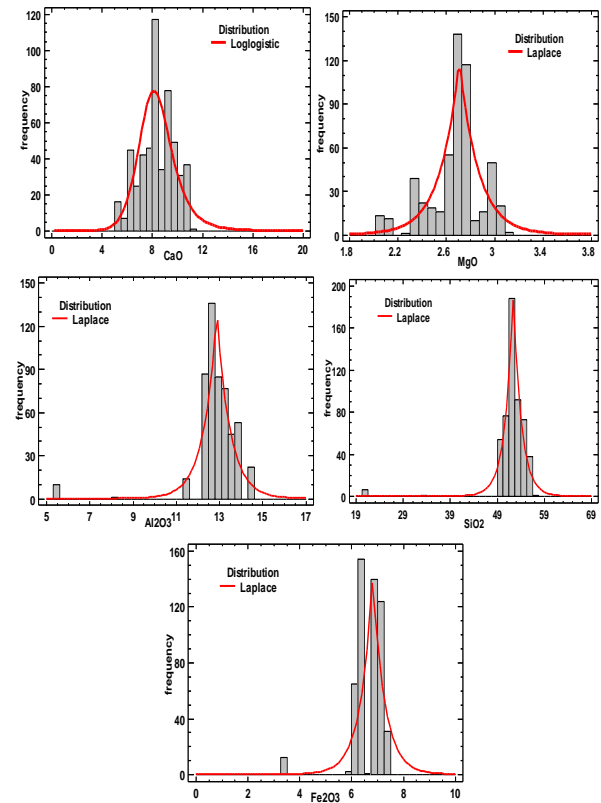 Distribution
Loglogistic
frequency
120
100
80
60
40
20
0
0 4 8 12 16 20
CaO
Distribution
Laplace
frequency
150
120
90
60
30
0
1.8 2.2 2.6 3 3.4 3.8
MgO
Distribution
Laplace
frequency
150
120
90
60
30
0
5 7 9 11 13 15 17
Al2O3
Distribution
Laplace
frequency
200
160
120
80
40
0
19 29 39 49 59 69
SiO2
Distribution
Laplace
frequency
160
120
80
40
0
0 2 4 6 8 10
Fe2O3